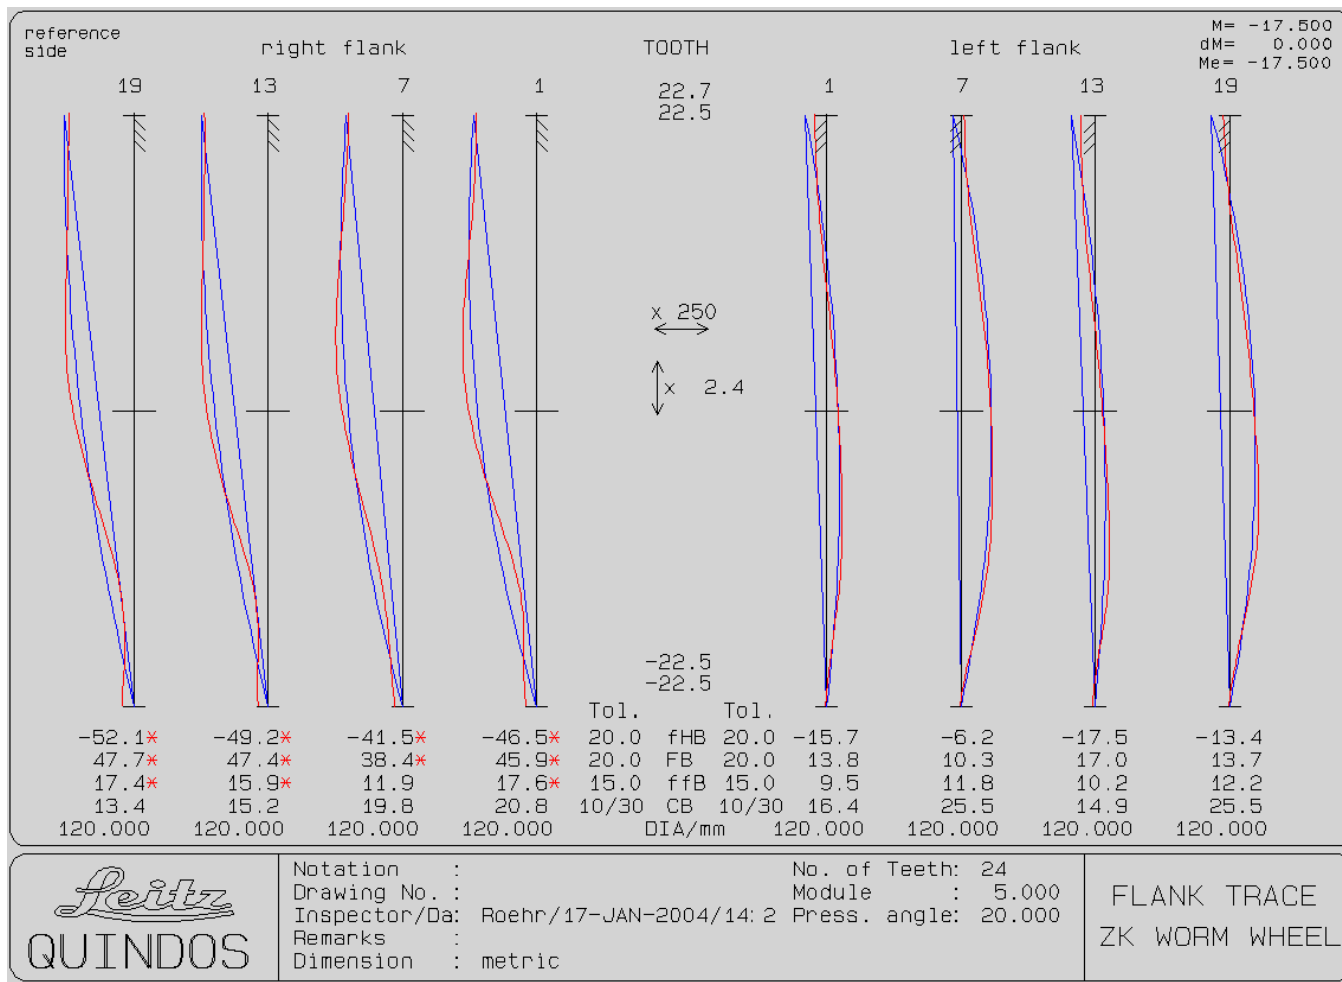 reference side right flank TOOTH left flank M= -17.500
dM= 0.000
Me= -17.500
19 13 7 1 22.7 1 7 13 19
22.5
x 250
x 2.4
-22.5
-22.5
Tol. Tol.
-52.1* -49.2* -41.5* -46.5* 20.0 fHB 20.0 -15.7 -6.2 -17.5 -13.4
47.7* 47.4* 38.4* 45.9* 20.0 FB 20.0 13.8 10.3 17.0 13.7
17.4* 15.9* 11.9 17.6* 15.0 ffB 15.0 9.5 11.8 10.2 12.2
13.4 15.2 19.8 20.8 10/30 CB 10/30 16.4 25.5 14.9 25.5
120.000 120.000 120.000 120.000 DIA/mm 120.000 120.000 120.000 120.000
Leitz
QUINDOS
Notation : No. of Teeth: 24
Drawing No. : Module : 5.000
Inspector/Da: Roehr/17-JAN-2004/14:2 Press. angle: 20.000
Remarks :
Dimension : metric
FLANK TRACE
ZK WORM WHEEL